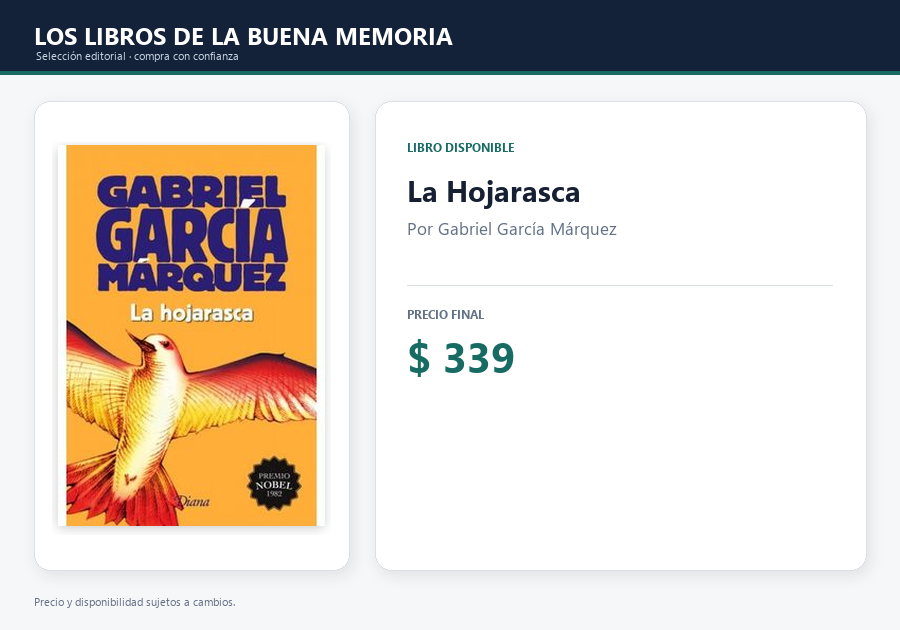 LOS LIBROS DE LA BUENA MEMORIA
Selección editorial · compra con confianza
GABRIEL
GARCÍA
MÁRQUEZ
La hojarasca
PREMIO
NOBEL
1982
Diana
LIBRO DISPONIBLE
La Hojarasca
Por Gabriel García Márquez
PRECIO FINAL
$ 339
Precio y disponibilidad sujetos a cambios.